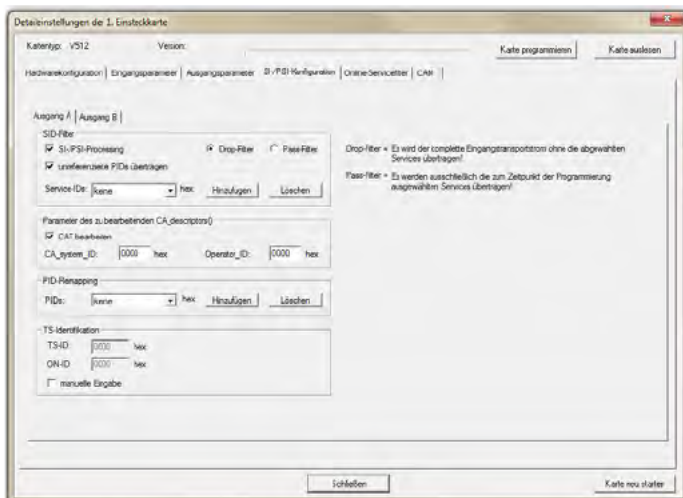 Detaileinstellungen der 1. Einsteckkarte
Kartentyp: V512 Version:
Karte programmieren Karte auslesen
Hardwarekonfiguration Eingangsparameter Ausgangsparameter SI-/PSI-Konfiguration Online-Servicefilter CAN
Ausgang A Ausgang B
SID-Filter
SI-/PSI-Processing Drop-Filter Pass-Filter
unreferenzierte PIDs übertragen
Service-IDs: keine hex Hinzufügen Löschen
Drop-filter = Es wird der complette Eingangstransportstrom ohne die abgewählten
Services übertragen!
Pass-filter = Es werden ausschließlich die zum Zeitpunkt der Programmierung
ausgewählten Services übertragen!
Parameter des zu bearbeitenden CA_descriptors()
CAT bearbeiten
CA_system_ID: 0000 hex Operator_ID: 0000 hex
PID-Remapping
PIDs: keine hex Hinzufügen Löschen
TS-Identifikation
TS-ID 0000 hex
ON-ID 0000 hex
manuelle Eingabe
Schließen Karte neu starten